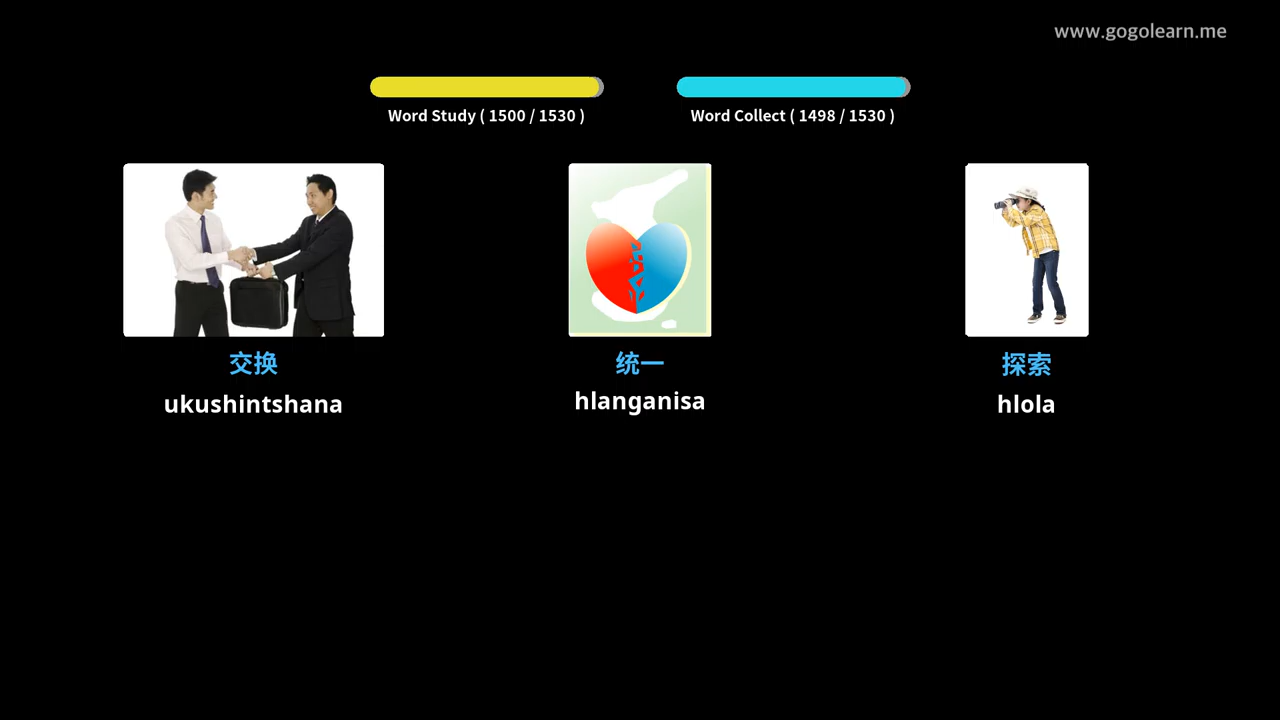 www.gogolearn.me
Word Study ( 1500 / 1530 )
Word Collect ( 1498 / 1530 )
交换
统一
探索
ukushintshana
hlanganisa
hlola